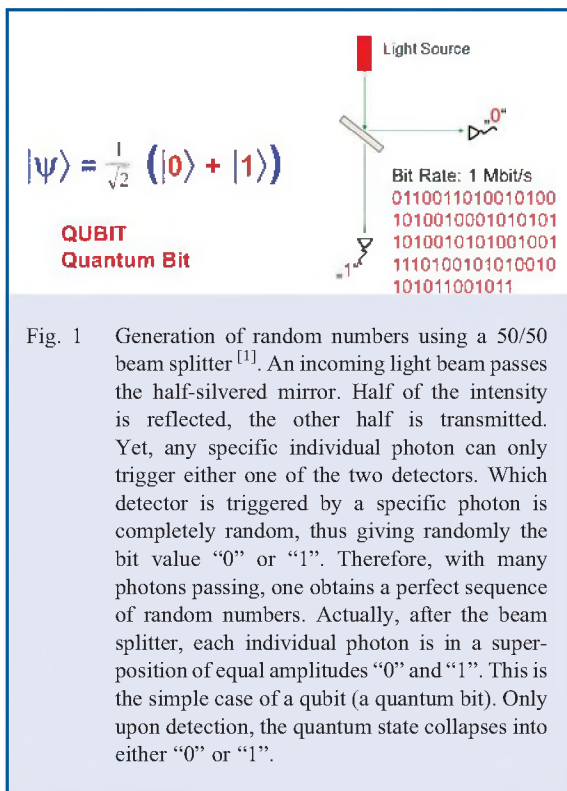 Light Source
„0“
|ψ⟩ = 1/√2 (|0⟩ + |1⟩)
QUBIT
Quantum Bit
„1“
Bit Rate: 1 Mbit/s
0110011010010100
1010010001010101
1010010101001001
1110100101010010
101011001011
Fig. 1 Generation of random numbers using a 50/50
beam splitter [1]. An incoming light beam passes
the half-silvered mirror. Half of the intensity
is reflected, the other half is transmitted.
Yet, any specific individual photon can only
trigger either one of the two detectors. Which
detector is triggered by a specific photon is
completely random, thus giving randomly the
bit value “0” or “1”. Therefore, with many
photons passing, one obtains a perfect sequence
of random numbers. Actually, after the beam
splitter, each individual photon is in a super-
position of equal amplitudes “0” and “1”. This is
the simple case of a qubit (a quantum bit). Only
upon detection, the quantum state collapses into
either “0” or “1”.